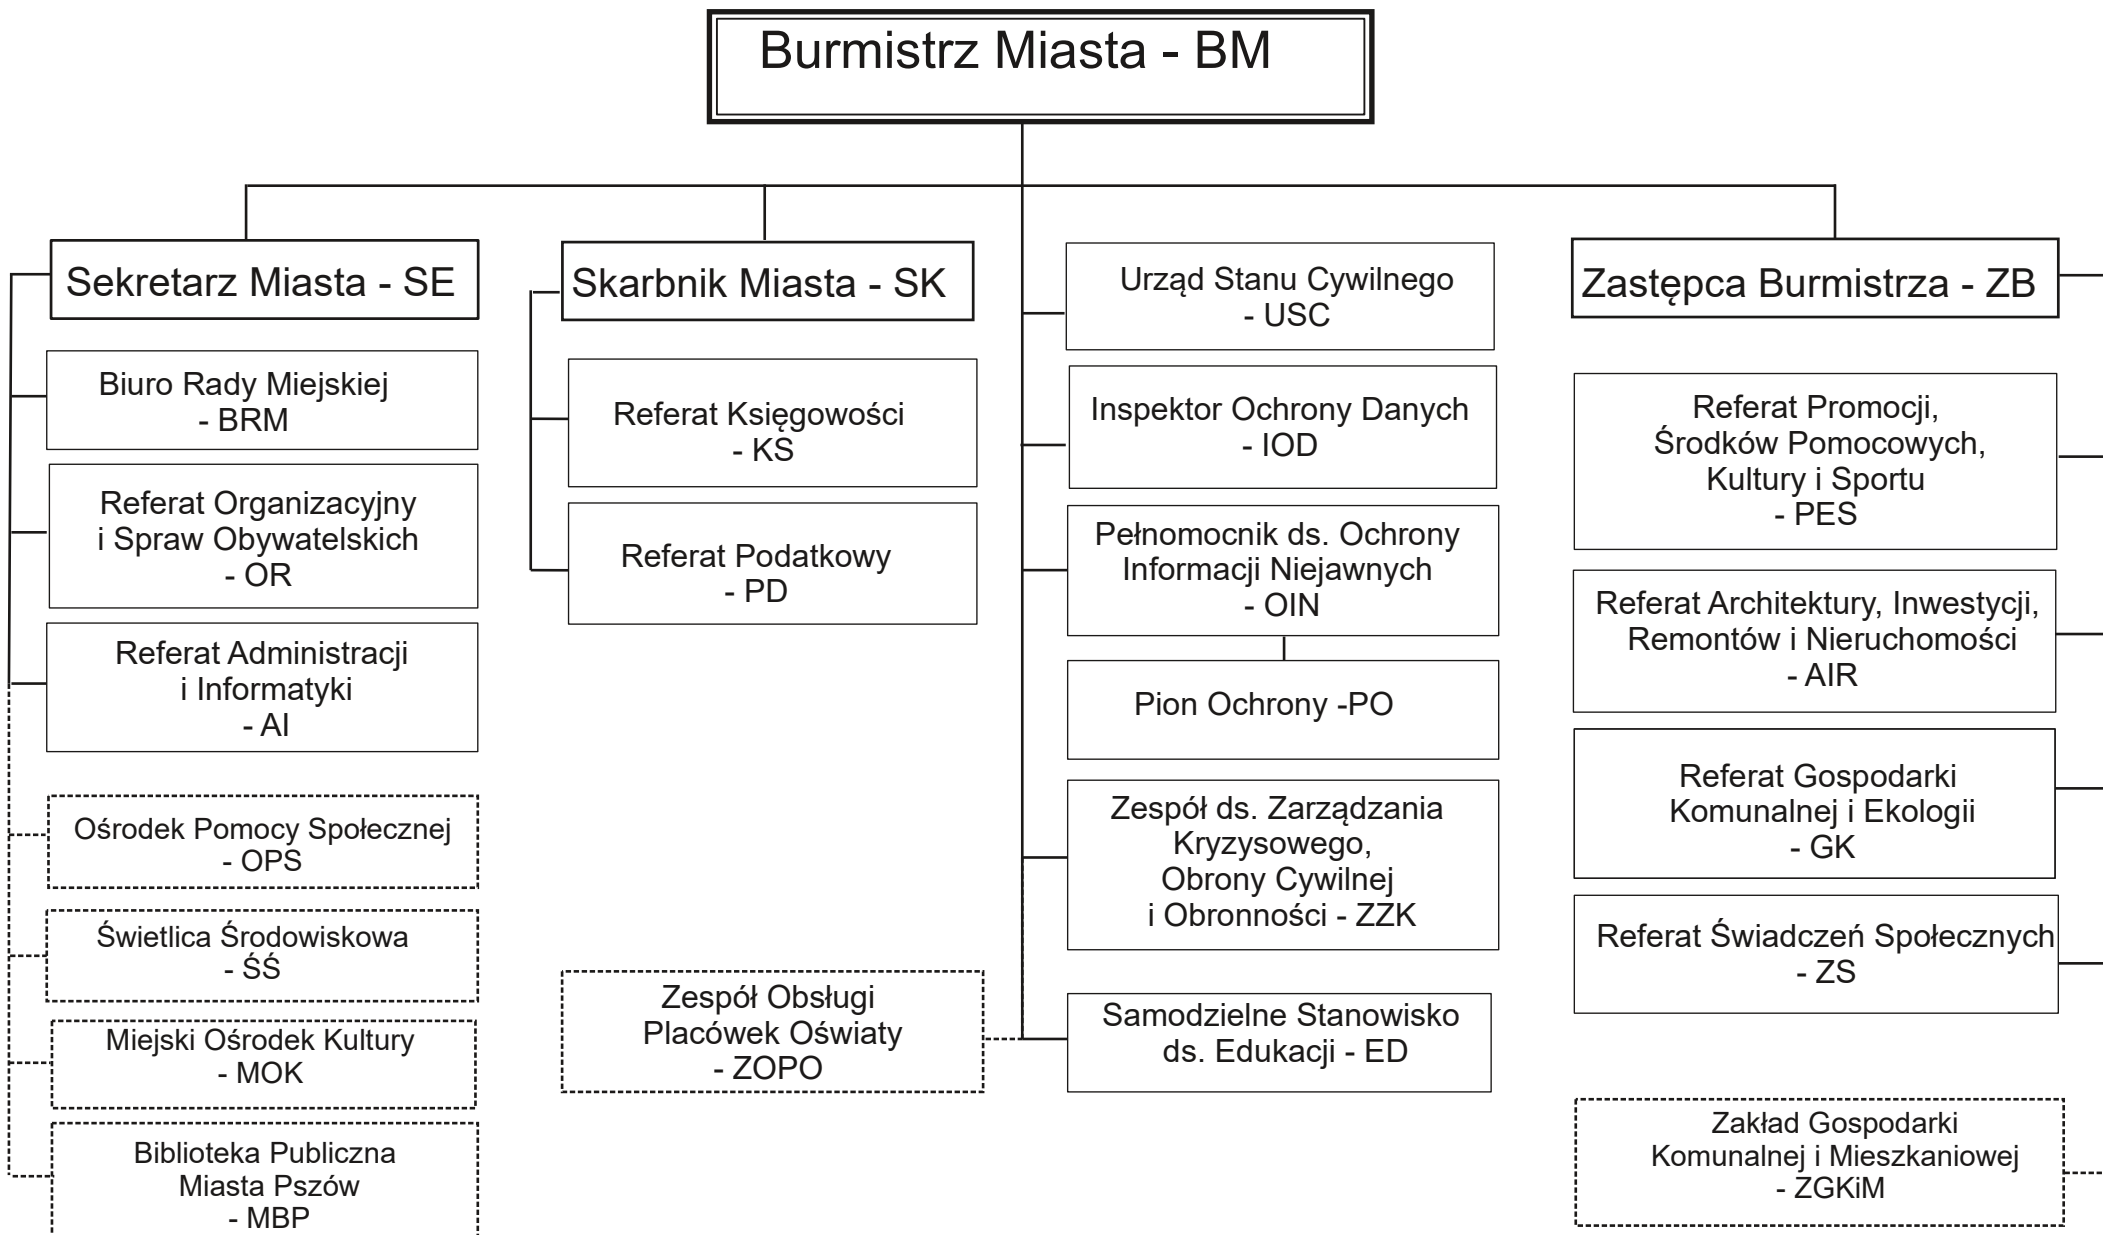 Burmistrz Miasta - BM
Sekretarz Miasta - SE
Biuro Rady Miejskiej
- BRM
Referat Organizacyjny
i Spraw Obywatelskich
- OR
Referat Administracji
i Informatyki
- AI
Ośrodek Pomocy Społecznej
- OPS
Świetlica Środowiskowa
- ŚŚ
Miejski Ośrodek Kultury
- MOK
Biblioteka Publiczna
Miasta Pszów
- MBP
Skarbnik Miasta - SK
Referat Księgowości
- KS
Referat Podatkowy
- PD
Zespół Obsługi
Placówek Oświaty
- ZOPO
Urząd Stanu Cywilnego
- USC
Inspektor Ochrony Danych
- IOD
Pełnomocnik ds. Ochrony
Informacji Niejawnych
- OIN
Pion Ochrony -PO
Zespół ds. Zarządzania
Kryzysowego,
Obrony Cywilnej
i Obronności - ZZK
Samodzielne Stanowisko
ds. Edukacji - ED
Zastępca Burmistrza - ZB
Referat Promocji,
Środków Pomocowych,
Kultury i Sportu
- PES
Referat Architektury, Inwestycji,
Remontów i Nieruchomości
- AIR
Referat Gospodarki
Komunalnej i Ekologii
- GK
Referat Świadczeń Społecznych
- ZS
Zakład Gospodarki
Komunalnej i Mieszkaniowej
- ZGKiM